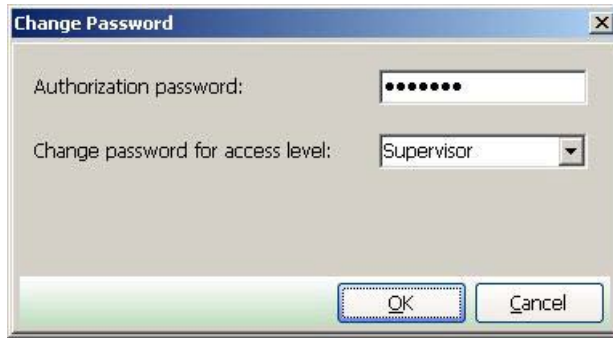 Change Password
Authorization password: •••••••
Change password for access level: Supervisor
OK Cancel